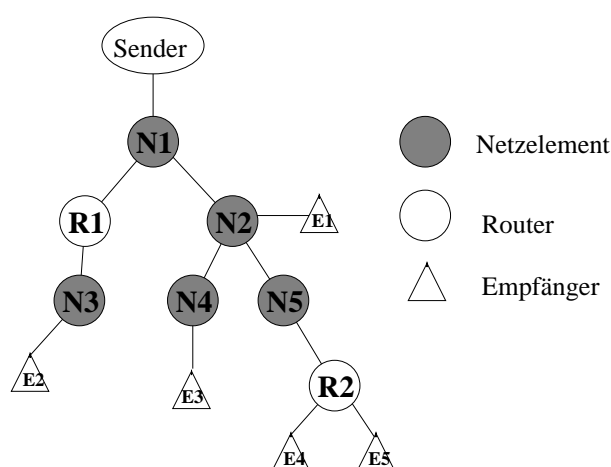 Sender
N1
Netzelement
R1
N2
E1
Router
N3
N4
N5
Empfänger
E2
E3
R2
E4
E5